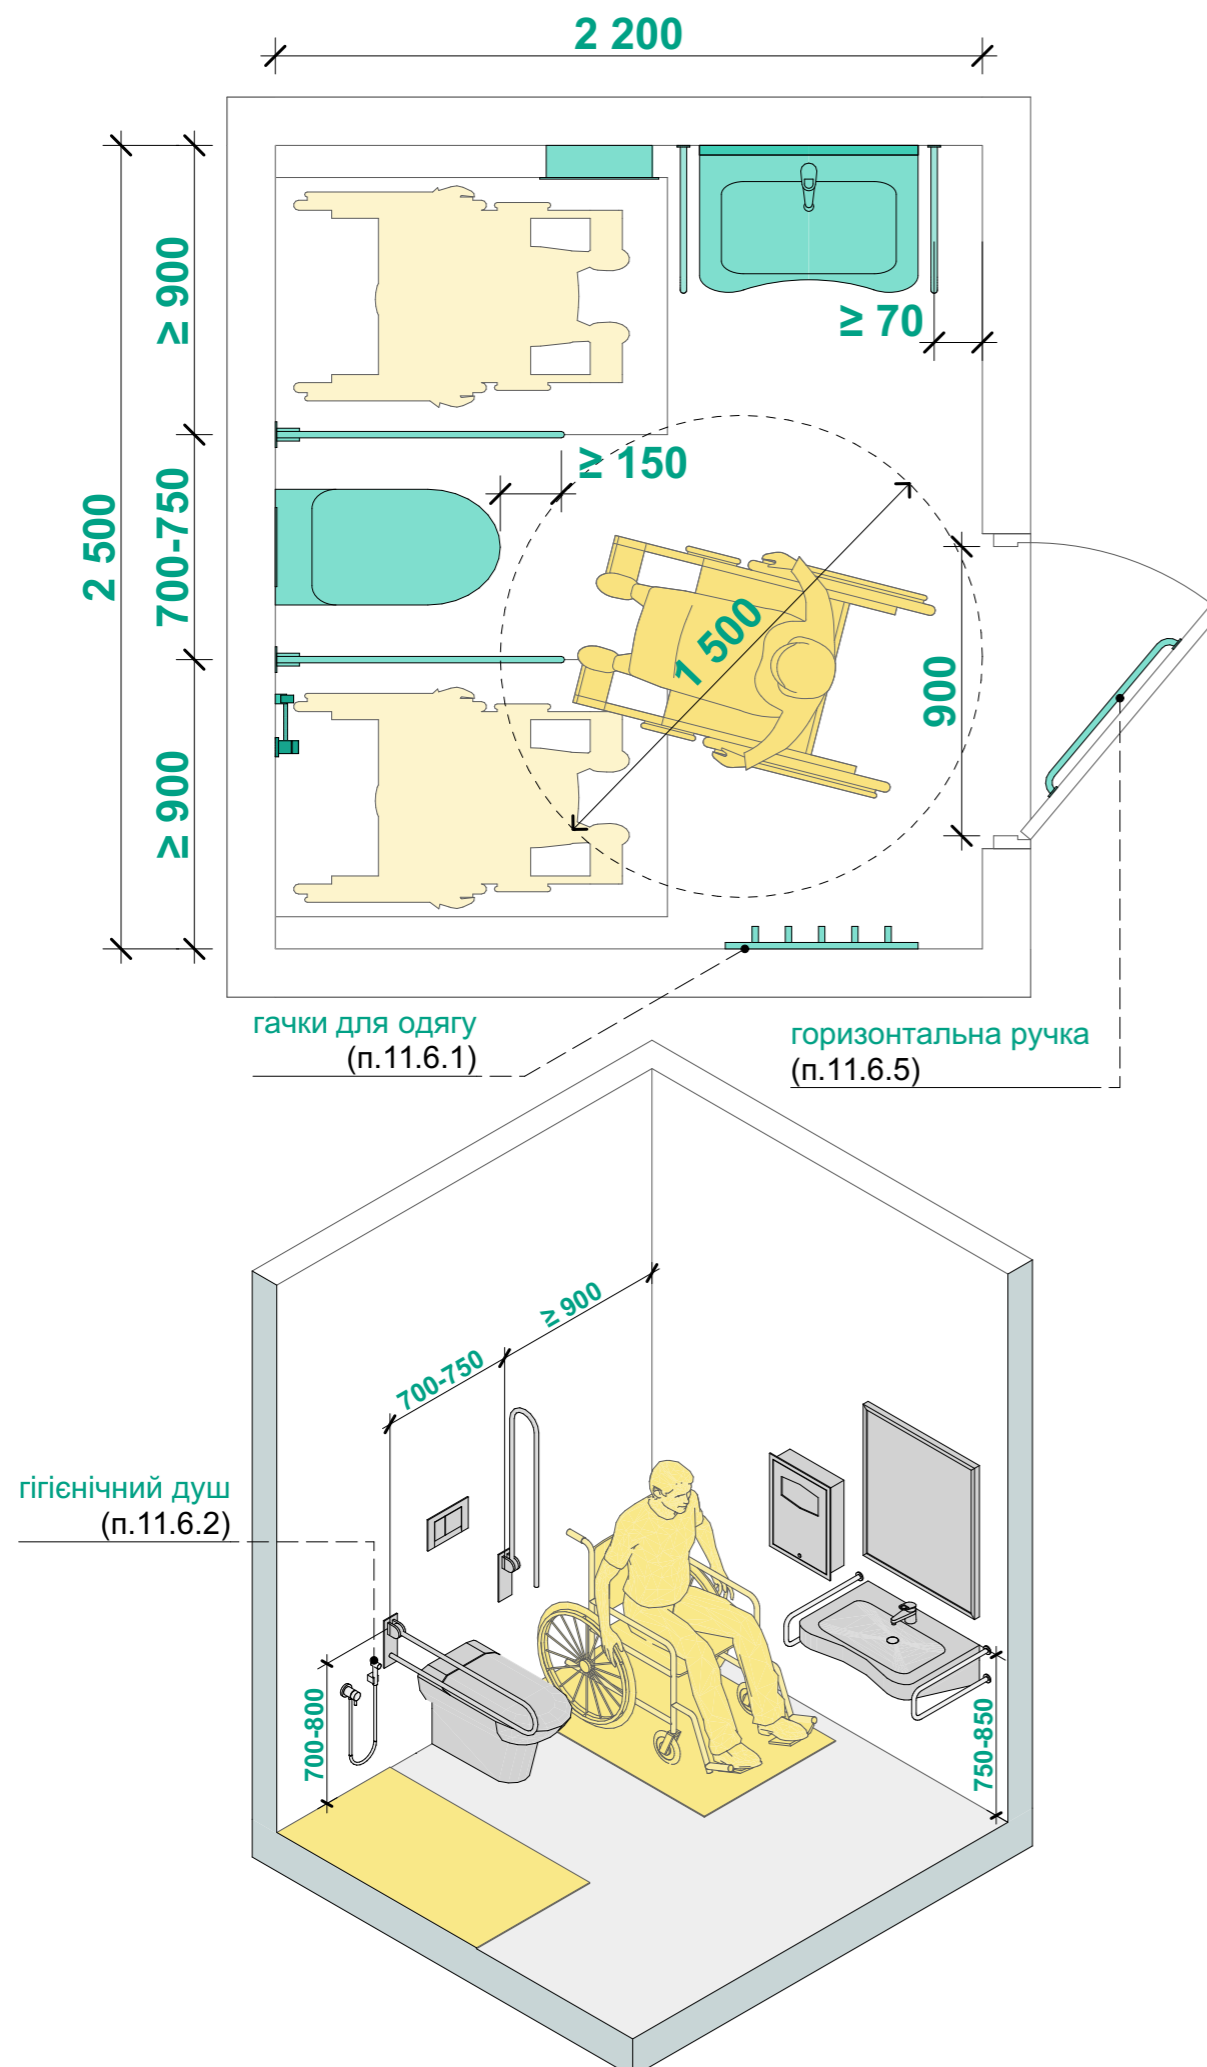 2 200
≥ 900
≥ 70
≥ 150
700-750
2 500
1 500
900
≥ 900
гачки для одягу
(п.11.6.1)
горизонтальна ручка
(п.11.6.5)
≥ 900
700-750
гігієнічний душ
(п.11.6.2)
700-800
750-850